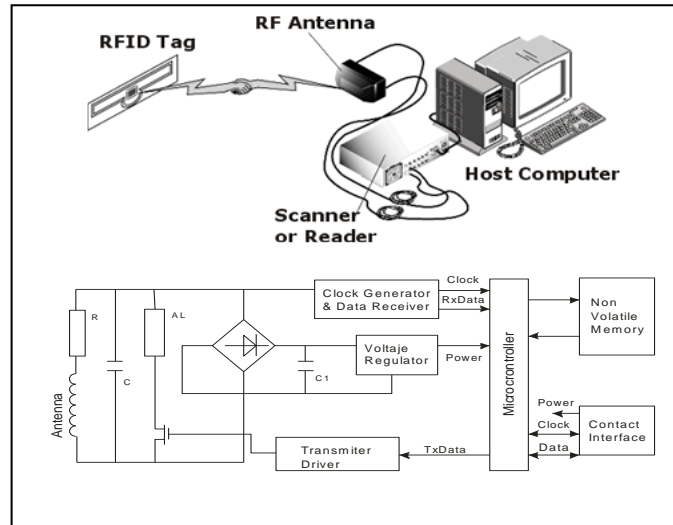 RF Antenna
RFID Tag
Host Computer
Scanner
or Reader
Clock
Clock Generator
& Data Receiver
RxData
Non
Volatile
Memory
R
AL
C
C1
Voltaje
Regulator
Power
Microcrontroller
Antenna
Power
Clock
Data
Contact
Interface
Transmiter
Driver
TxData